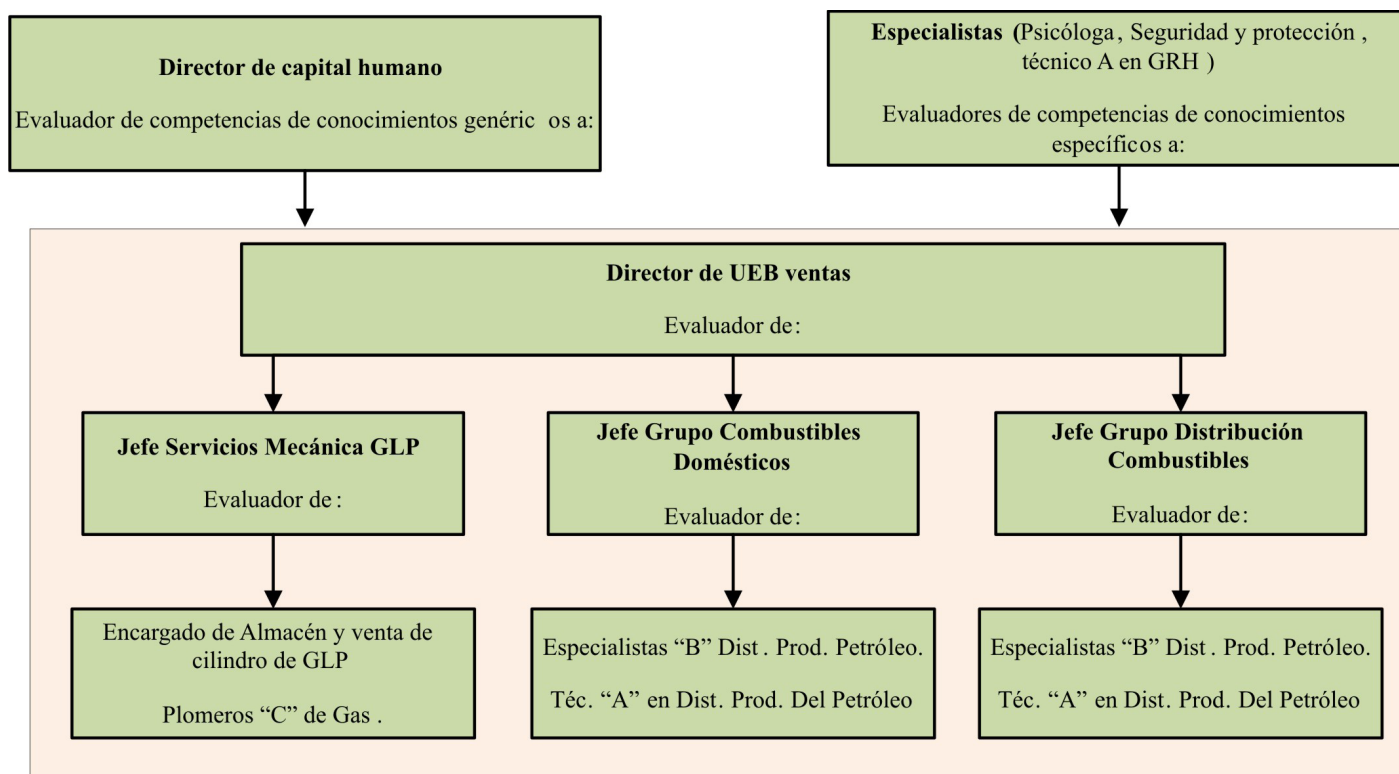 Director de capital humano
Evaluador de competencias de conocimientos genéric os a:
Especialistas (Psicóloga, Seguridad y protección ,
técnico A en GRH )
Evaluadores de competencias de conocimientos
específicos a:
Director de UEB ventas
Evaluador de:
Jefe Servicios Mecánica GLP
Evaluador de:
Jefe Grupo Combustibles
Domésticos
Evaluador de:
Jefe Grupo Distribución
Combustibles
Evaluador de:
Encargado de Almacén y venta de
cilindro de GLP
Plomeros “C” de Gas .
Especialistas “B” Dist . Prod. Petróleo.
Téc. “A” en Dist. Prod. Del Petróleo
Especialistas “B” Dist . Prod. Petróleo.
Téc. “A” en Dist. Prod. Del Petróleo